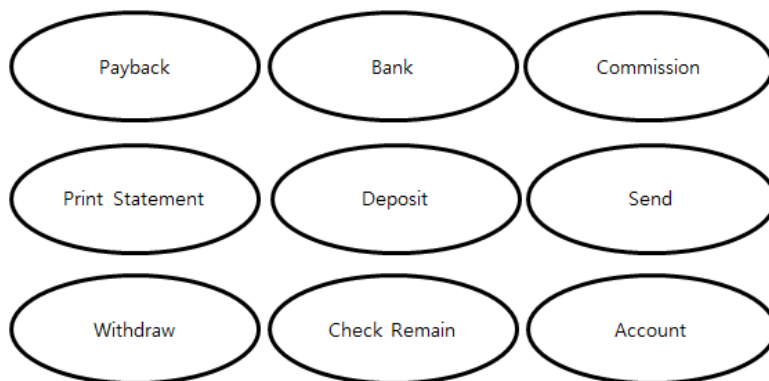 Payback
Bank
Commission
Print Statement
Deposit
Send
Withdraw
Check Remain
Account